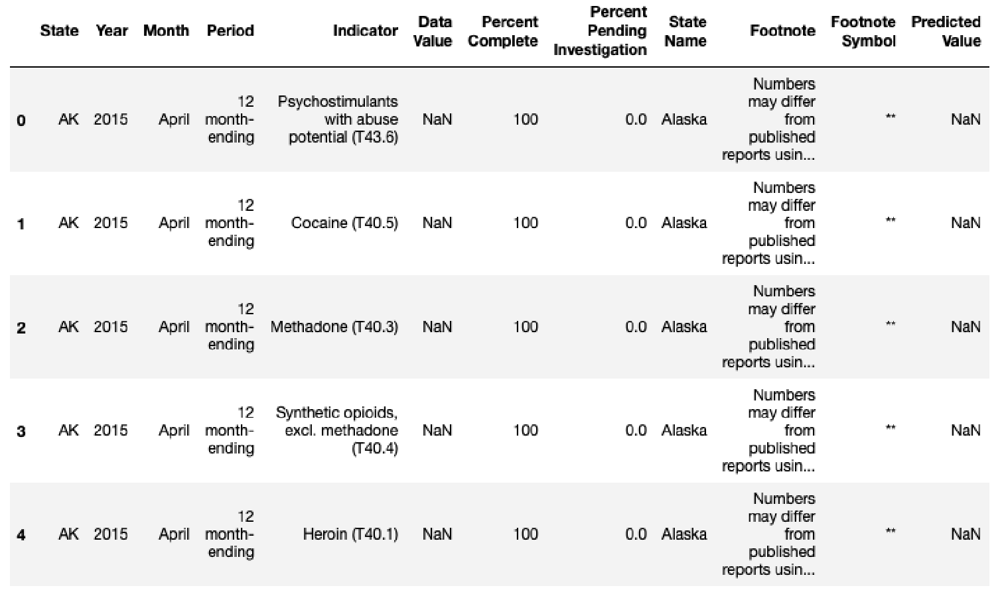 State Year Month Period Indicator Data Value Percent Complete Percent Pending Investigation State Name Footnote Footnote Symbol Predicted Value
0 AK 2015 April 12 month-ending Psychostimulants with abuse potential (T43.6) NaN 100 0.0 Alaska Numbers may differ from published reports usin... ** NaN
1 AK 2015 April 12 month-ending Cocaine (T40.5) NaN 100 0.0 Alaska Numbers may differ from published reports usin... ** NaN
2 AK 2015 April 12 month-ending Methadone (T40.3) NaN 100 0.0 Alaska Numbers may differ from published reports usin... ** NaN
3 AK 2015 April 12 month-ending Synthetic opioids, excl. methadone (T40.4) NaN 100 0.0 Alaska Numbers may differ from published reports usin... ** NaN
4 AK 2015 April 12 month-ending Heroin (T40.1) NaN 100 0.0 Alaska Numbers may differ from published reports usin... ** NaN